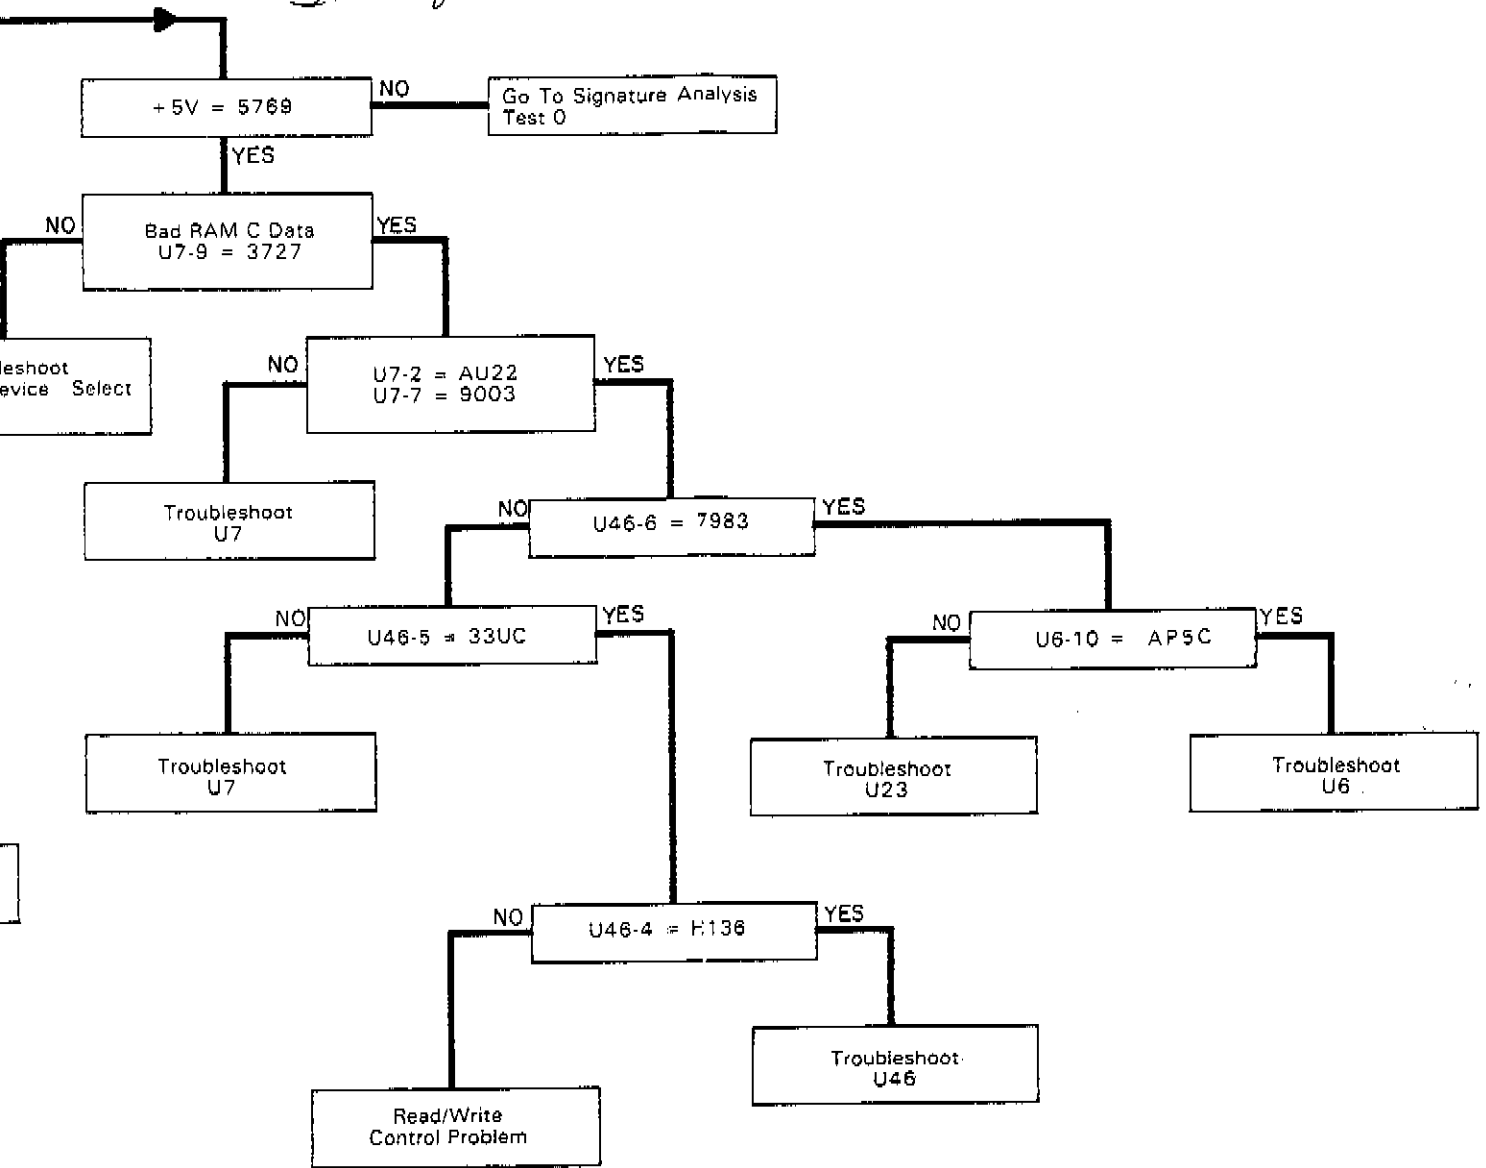 +5V = 5769
NO
Go To Signature Analysis
Test 0
YES
NO
Bad RAM C Data
U7-9 = 3727
YES
leshoot
evice Select
NO
U7-2 = AU22
U7-7 = 9003
YES
Troubleshoot
U7
NO
U46-6 = 7983
YES
NO
U46-5 = 33UC
YES
NO
U6-10 = AP5C
YES
Troubleshoot
U7
Troubleshoot
U23
Troubleshoot
U6
NO
U46-4 = H136
YES
Troubleshoot
U46
Read/Write
Control Problem